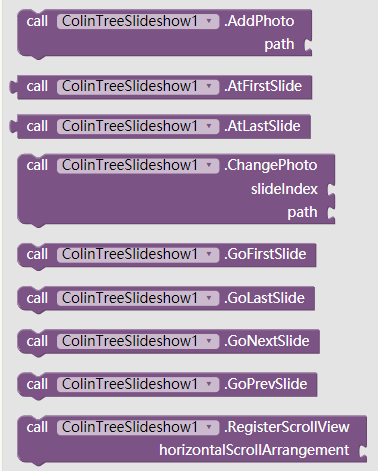 call ColinTreeSlideshow1 .AddPhoto
path
call ColinTreeSlideshow1 .AtFirstSlide
call ColinTreeSlideshow1 .AtLastSlide
call ColinTreeSlideshow1 .ChangePhoto
slideIndex
path
call ColinTreeSlideshow1 .GoFirstSlide
call ColinTreeSlideshow1 .GoLastSlide
call ColinTreeSlideshow1 .GoNextSlide
call ColinTreeSlideshow1 .GoPrevSlide
call ColinTreeSlideshow1 .RegisterScrollView
horizontalScrollArrangement